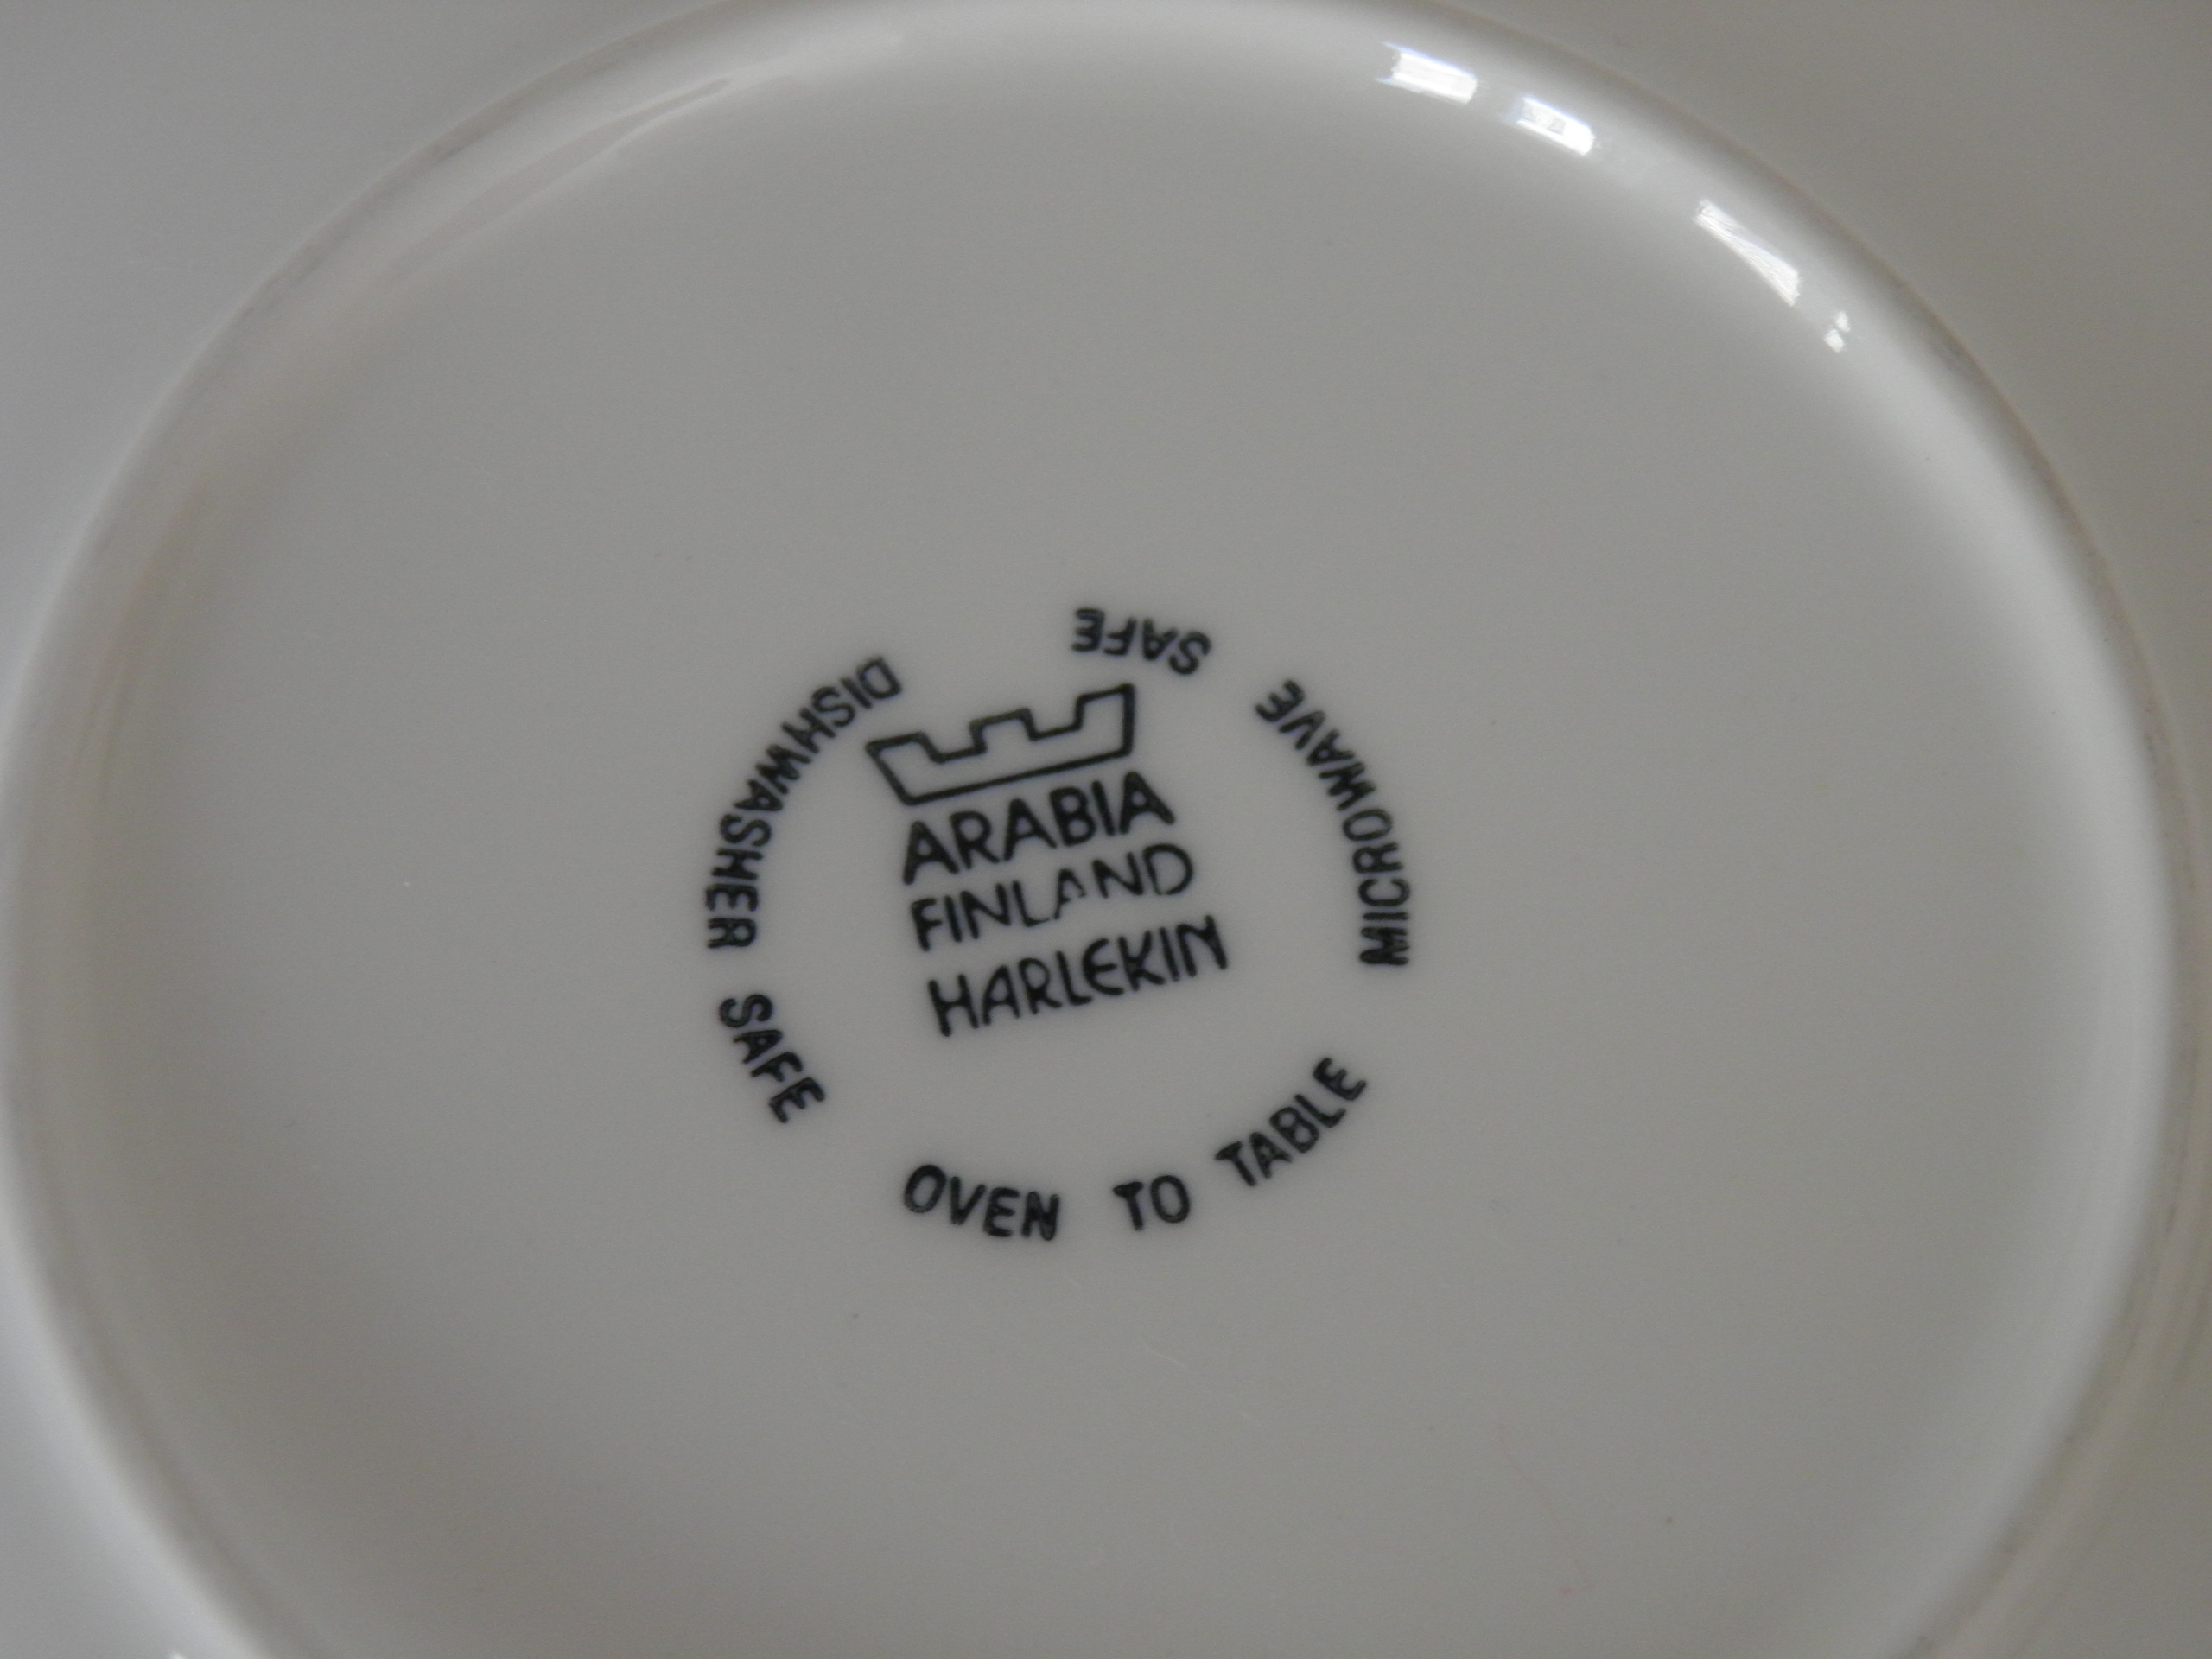 ARABIA
FINLAND
HARLEKIN
DISHWASHER SAFE
OVEN TO TABLE
MICROWAVE SAFE